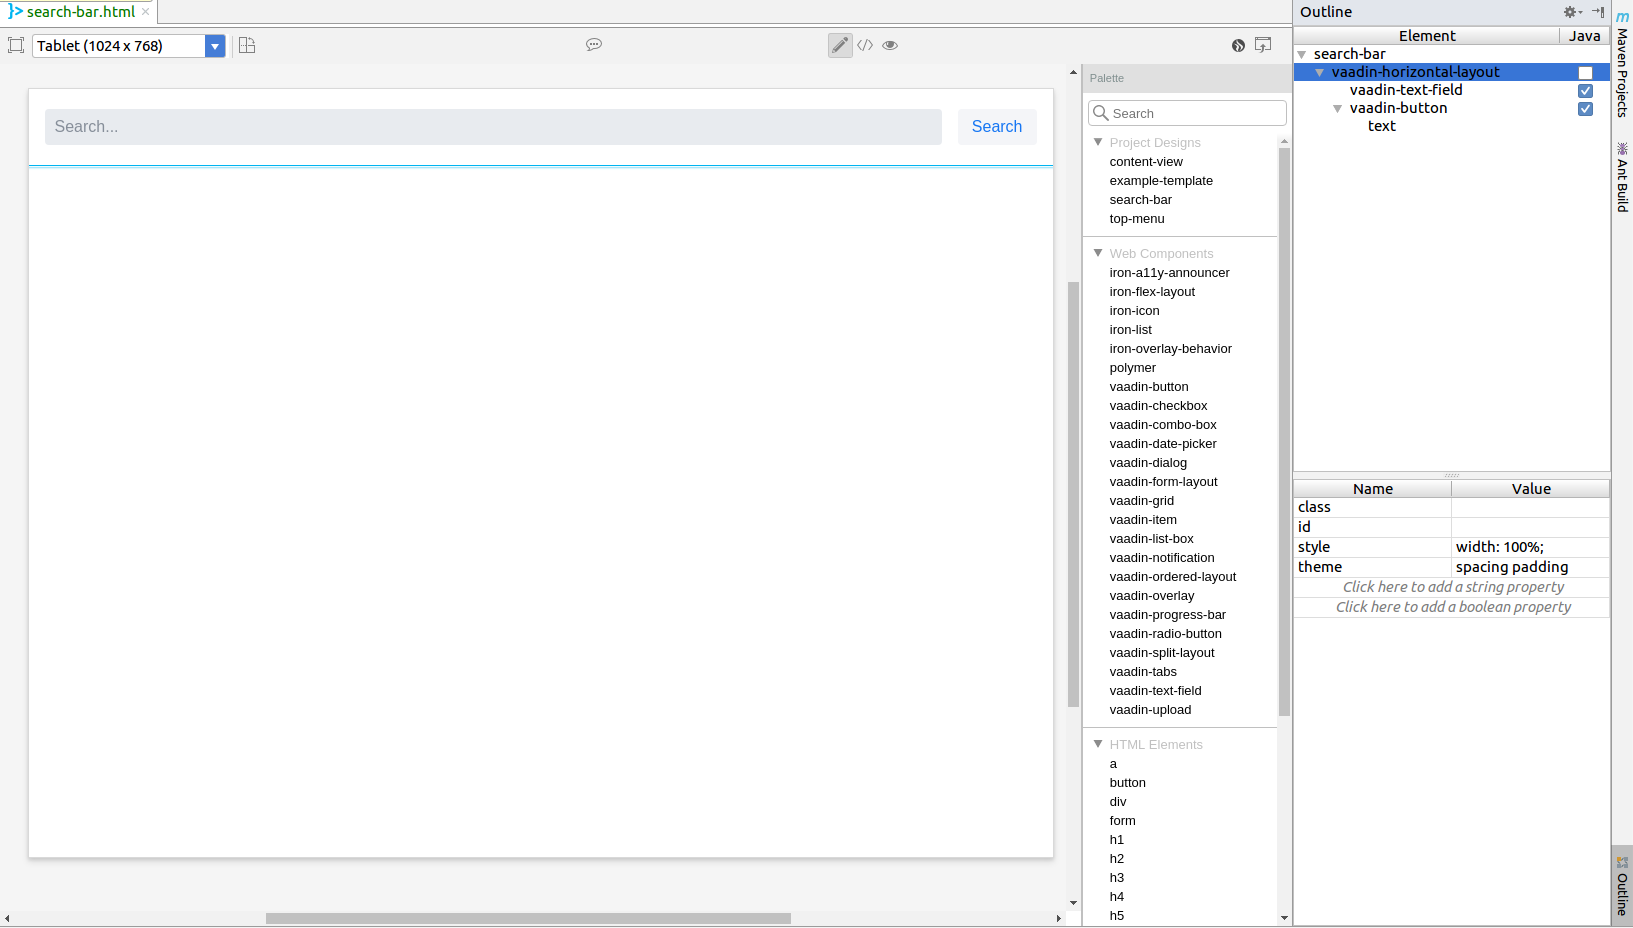 search-bar.html
Tablet (1024 x 768)
Search...
Search
Palette
Search
Project Designs
content-view
example-template
search-bar
top-menu
Web Components
iron-a11y-announcer
iron-flex-layout
iron-icon
iron-list
iron-overlay-behavior
polymer
vaadin-button
vaadin-checkbox
vaadin-combo-box
vaadin-date-picker
vaadin-dialog
vaadin-form-layout
vaadin-grid
vaadin-item
vaadin-list-box
vaadin-notification
vaadin-ordered-layout
vaadin-overlay
vaadin-progress-bar
vaadin-radio-button
vaadin-split-layout
vaadin-tabs
vaadin-text-field
vaadin-upload
HTML Elements
a
button
div
form
h1
h2
h3
h4
h5
Outline
Element Java
search-bar
vaadin-horizontal-layout
vaadin-text-field
vaadin-button
text
Name Value
class
id
style width: 100%;
theme spacing padding
Click here to add a string property
Click here to add a boolean property
Maven Projects
Ant Build
Outline